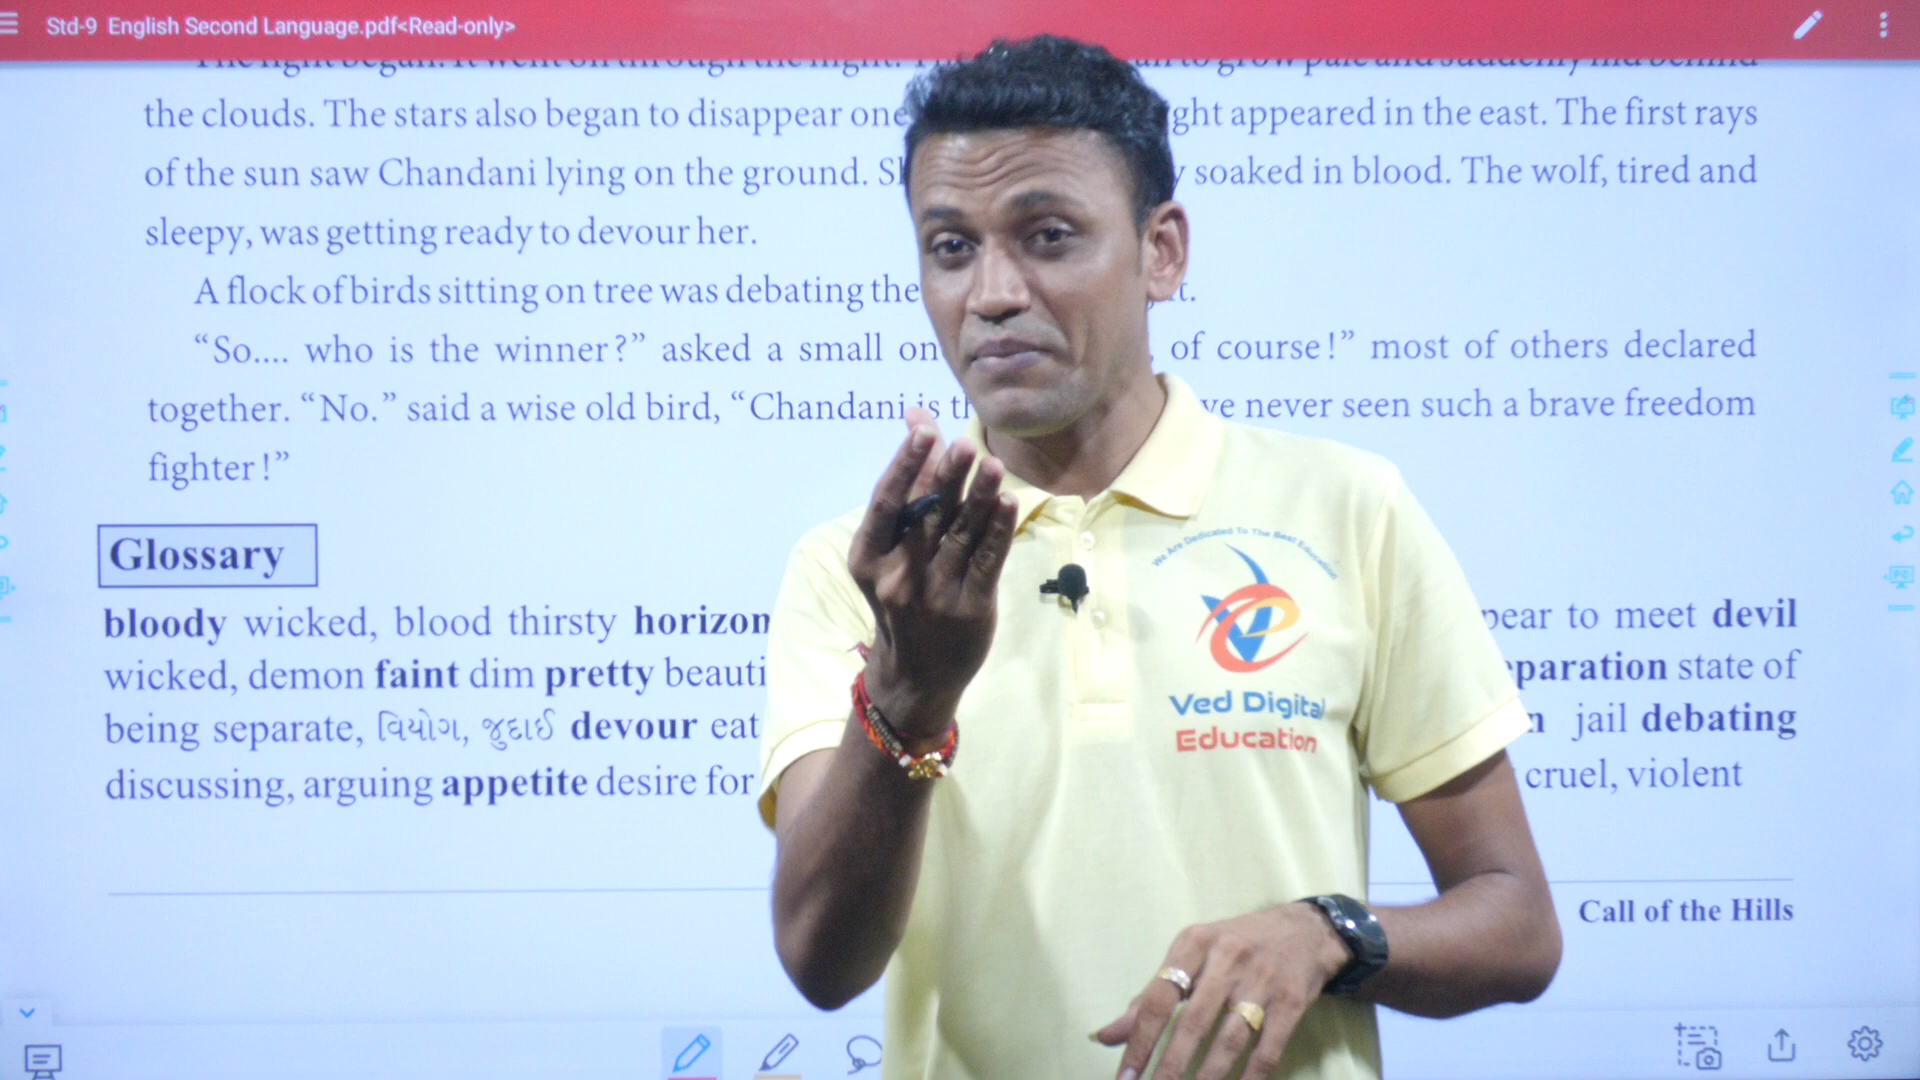 Std-9 English Second Language.pdf<Read-only>
the clouds. The stars also began to disappear one ght appeared in the east. The first rays
of the sun saw Chandani lying on the ground. soaked in blood. The wolf, tired and
sleepy, was getting ready to devour her.
A flock of birds sitting on tree was debating the
“So.... who is the winner?” asked a small of course!” most of others declared
together. “No.” said a wise old bird, “Chandani is never seen such a brave freedom
fighter!”
Glossary
bloody wicked, blood thirsty horizon pear to meet devil
wicked, demon faint dim pretty beauti paration state of
being separate, વિયોગ, જુદાઈ devour eat jail debating
discussing, arguing appetite desire for cruel, violent
Call of the Hills
We Are Dedicated To The Best Education
Ved Digital
Education